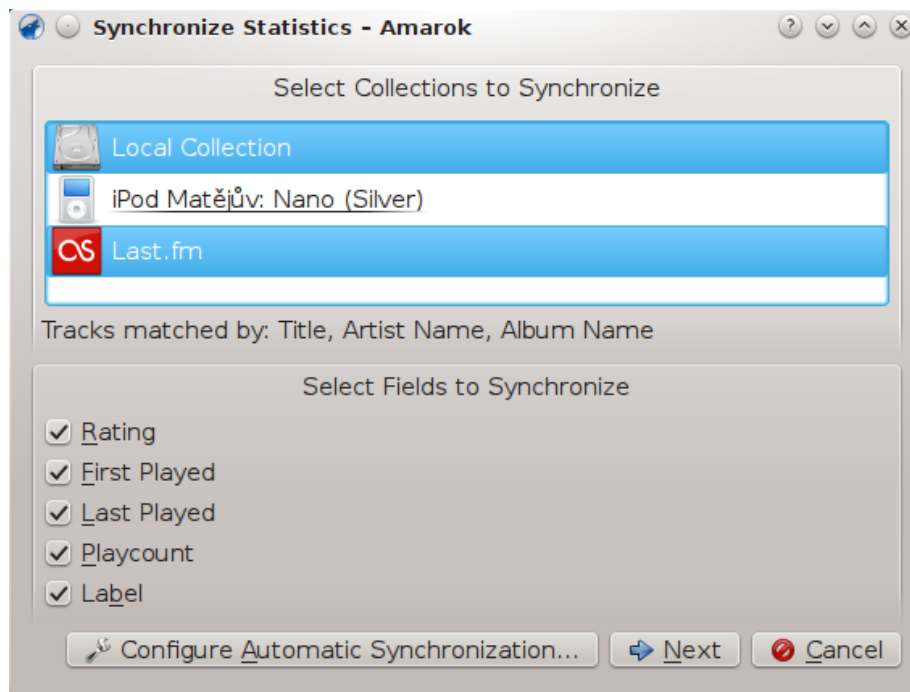 Synchronize Statistics – Amarok
Select Collections to Synchronize
Local Collection
iPod Matějův: Nano (Silver)
Last.fm
Tracks matched by: Title, Artist Name, Album Name
Select Fields to Synchronize
Rating
First Played
Last Played
Playcount
Label
Configure Automatic Synchronization... Next Cancel